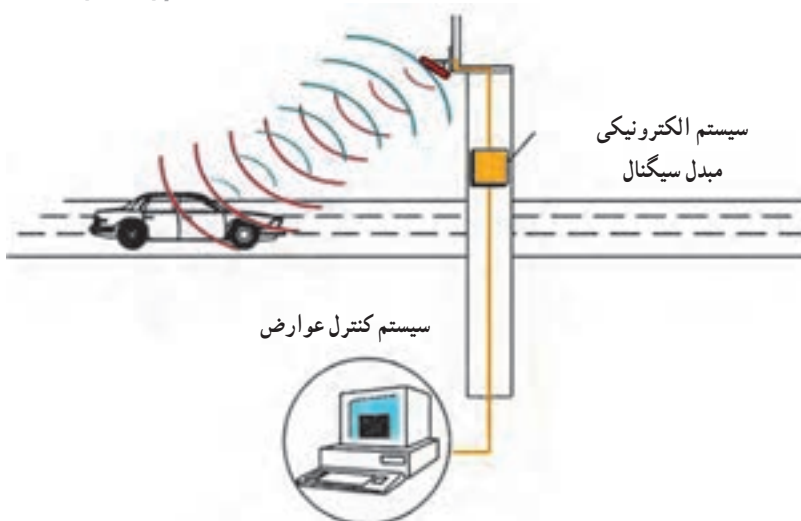 سیستم الکترونیکی
مبدل سیگنال
سیستم کنترل عوارض